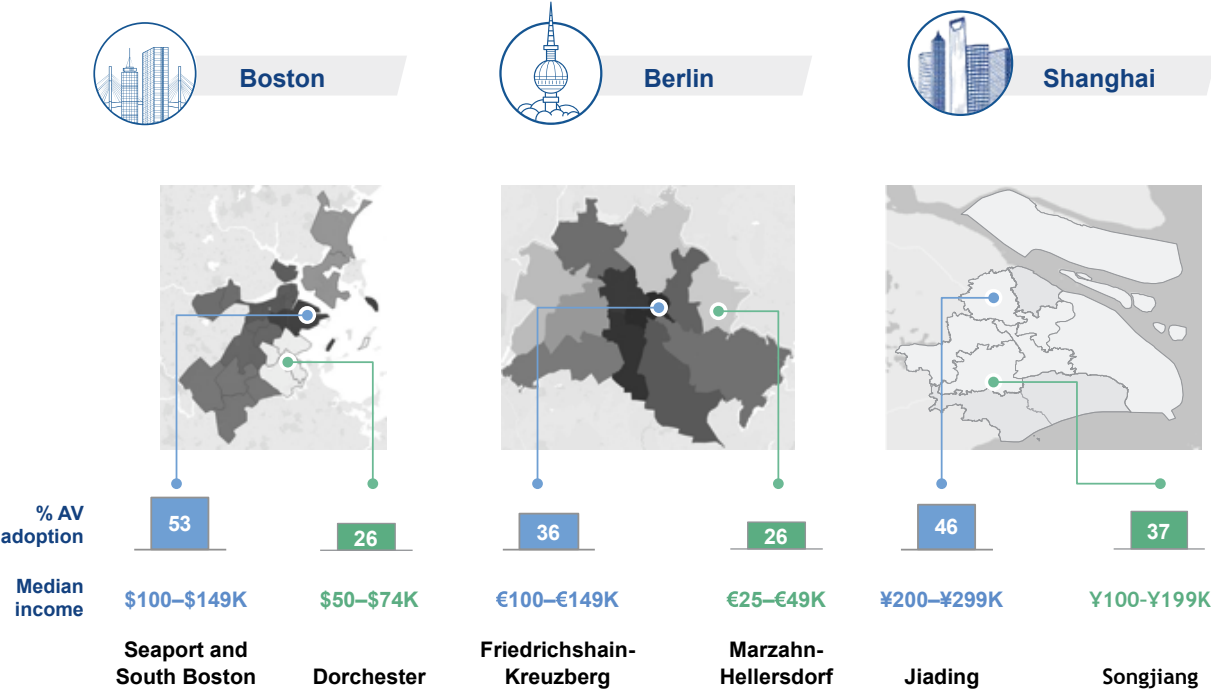 Boston
Berlin
Shanghai
% AV
adoption
53
26
36
26
46
37
Median
income
$100–$149K
$50–$74K
€100–€149K
€25–€49K
¥200–¥299K
¥100-¥199K
Seaport and
South Boston
Dorchester
Friedrichshain-
Kreuzberg
Marzahn-
Hellersdorf
Jiading
Songjiang